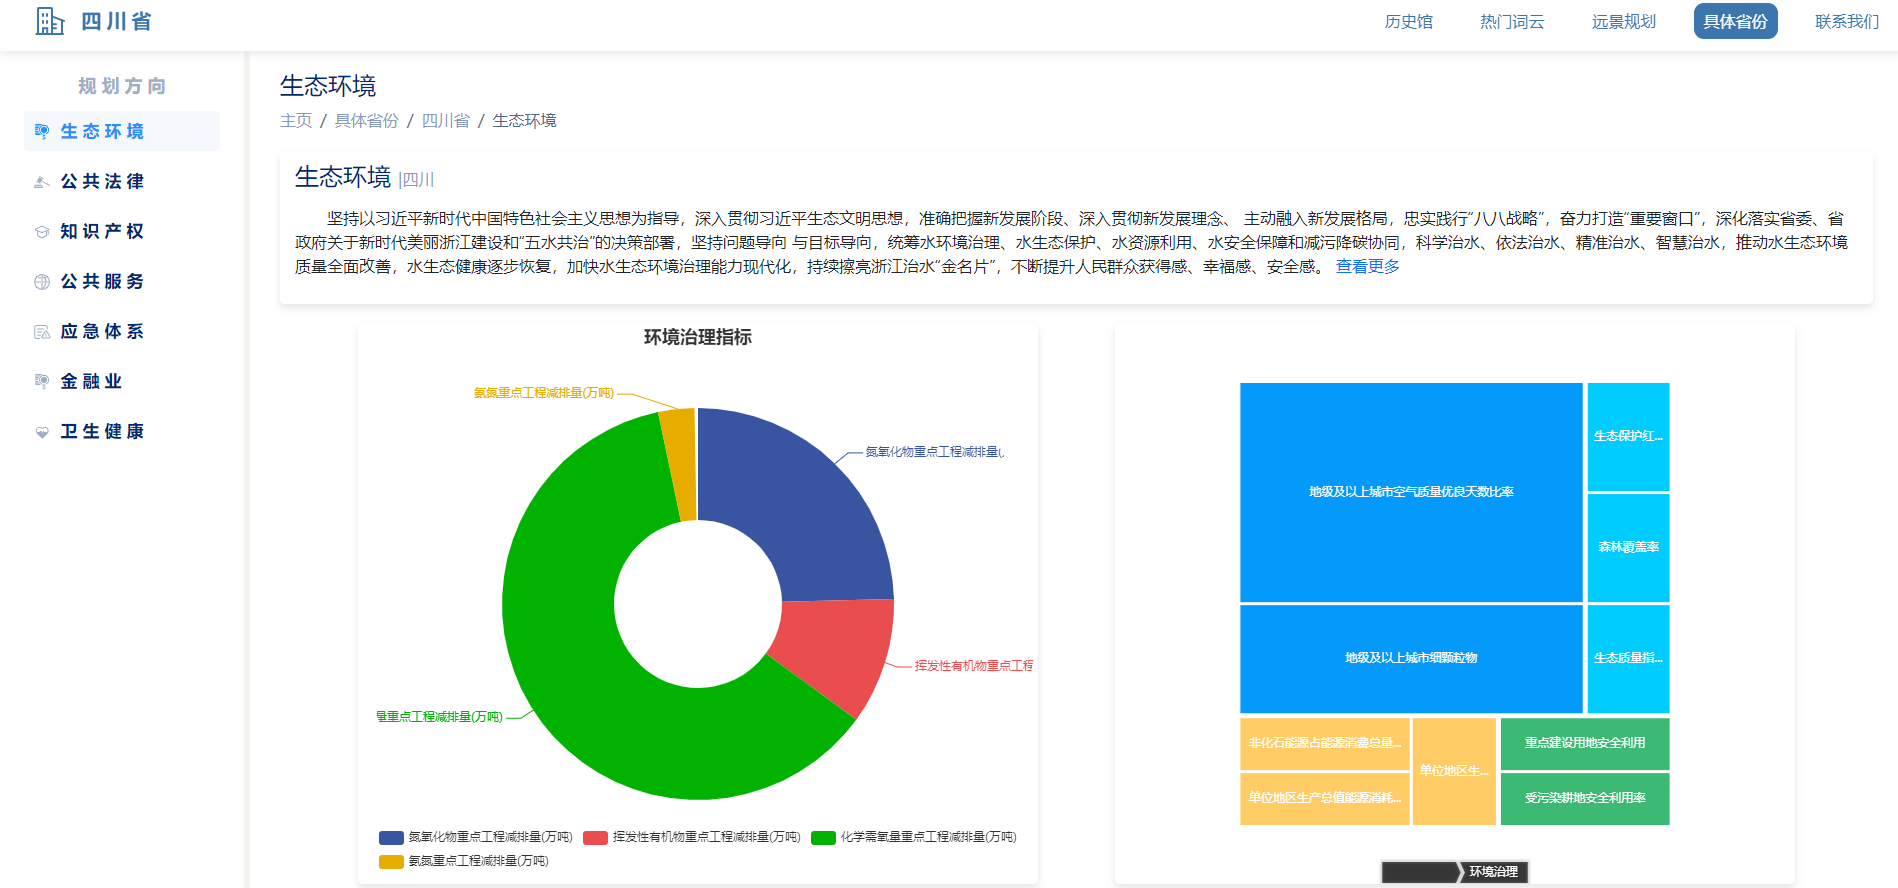 四川省
历史馆
热门词云
远景规划
具体省份
联系我们
规划方向
生态环境
公共法律
知识产权
公共服务
应急体系
金融业
卫生健康
生态环境
主页 / 具体省份 / 四川省 / 生态环境
生态环境 |四川
坚持以习近平新时代中国特色社会主义思想为指导，深入贯彻习近平生态文明思想，准确把握新发展阶段、深入贯彻新发展理念、 主动融入新发展格局，忠实践行“八八战略”，奋力打造“重要窗口”，深化落实省委、省
政府关于新时代美丽浙江建设和“五水共治”的决策部署，坚持问题导向 与目标导向，统筹水环境治理、水生态保护、水资源利用、水安全保障和减污降碳协同，科学治水、依法治水、精准治水、智慧治水，推动水生态环境
质量全面改善，水生态健康逐步恢复，加快水生态环境治理能力现代化，持续擦亮浙江治水“金名片”，不断提升人民群众获得感、幸福感、安全感。 查看更多
环境治理指标
氨氮重点工程减排量(万吨)
氮氧化物重点工程减排量(.
挥发性有机物重点工程
量重点工程减排量(万吨)
氮氧化物重点工程减排量(万吨)
挥发性有机物重点工程减排量(万吨)
化学需氧量重点工程减排量(万吨)
氨氮重点工程减排量(万吨)
地级及以上城市空气质量优良天数比率
生态保护红...
森林覆盖率
地级及以上城市细颗粒物
生态质量指...
非化石能源占能源消费总量...
单位地区生...
重点建设用地安全利用
单位地区生产总值能源消耗...
受污染耕地安全利用率
环境治理